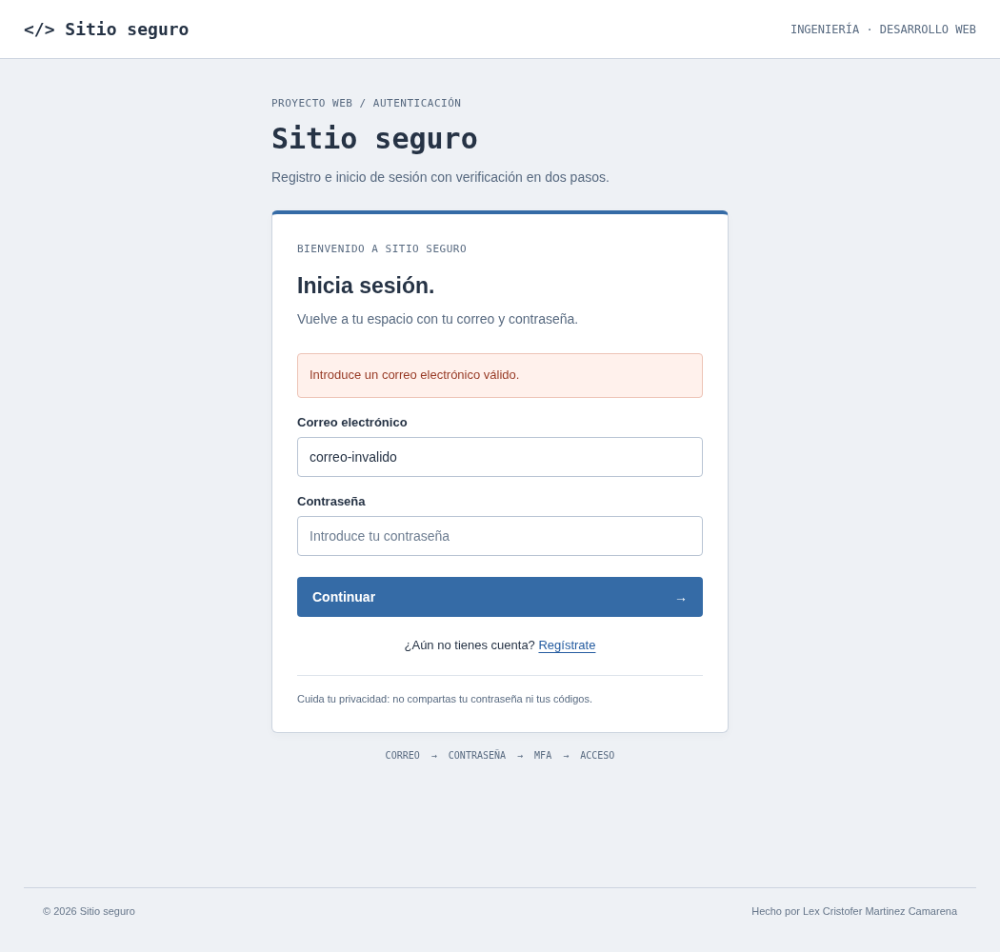 </> Sitio seguro
INGENIERÍA · DESARROLLO WEB
PROYECTO WEB / AUTENTICACIÓN
Sitio seguro
Registro e inicio de sesión con verificación en dos pasos.
BIENVENIDO A SITIO SEGURO
Inicia sesión.
Vuelve a tu espacio con tu correo y contraseña.
Introduce un correo electrónico válido.
Correo electrónico
correo-invalido
Contraseña
Introduce tu contraseña
Continuar →
¿Aún no tienes cuenta? Regístrate
Cuida tu privacidad: no compartas tu contraseña ni tus códigos.
CORREO → CONTRASEÑA → MFA → ACCESO
© 2026 Sitio seguro
Hecho por Lex Cristofer Martinez Camarena